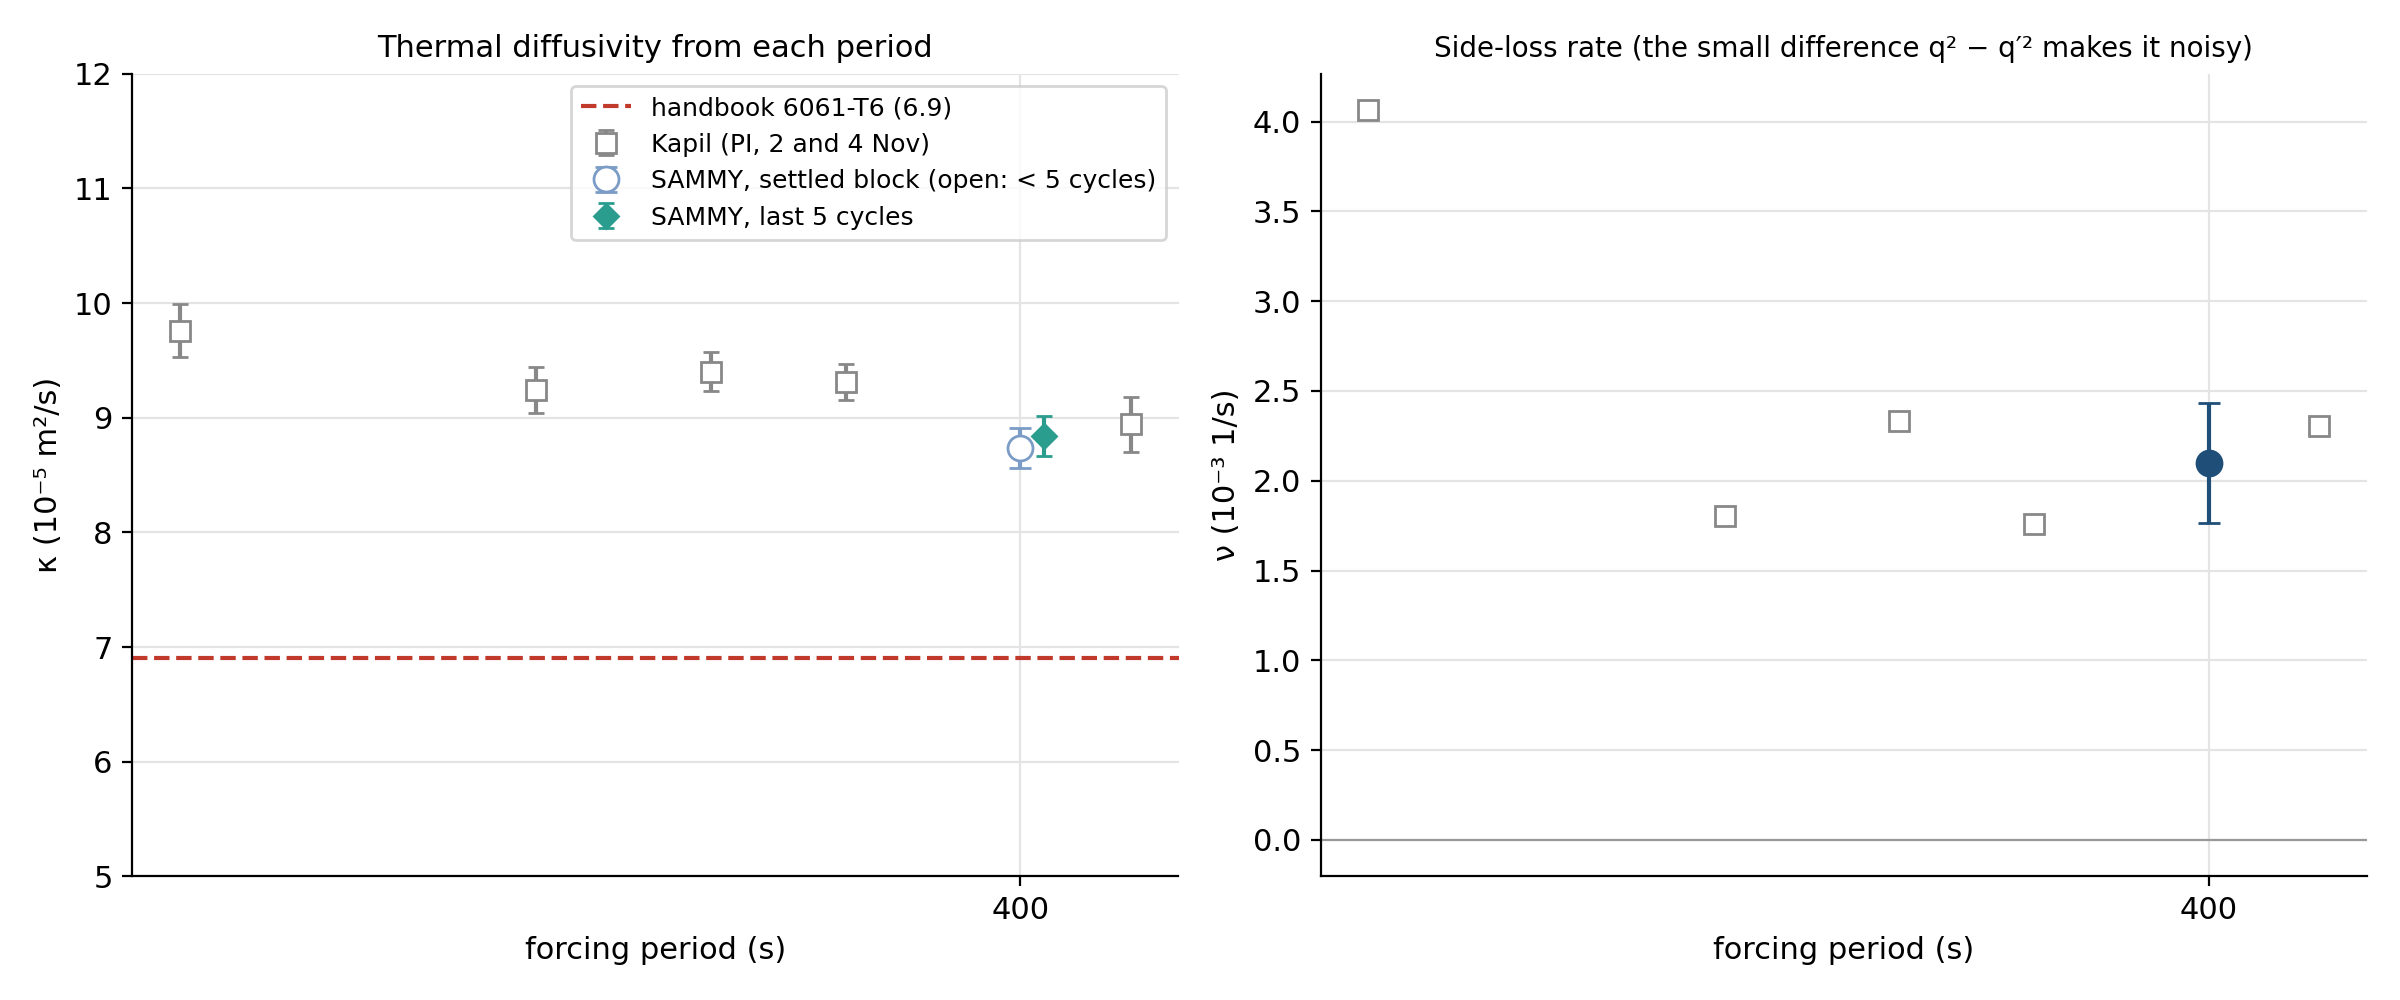 Thermal diffusivity from each period
12
11
10
9
8
7
6
5
κ (10⁻⁵ m²/s)
handbook 6061-T6 (6.9)
Kapil (PI, 2 and 4 Nov)
SAMMY, settled block (open: < 5 cycles)
SAMMY, last 5 cycles
400
forcing period (s)
Side-loss rate (the small difference q² − q′² makes it noisy)
4.0
3.5
3.0
2.5
2.0
1.5
1.0
0.5
0.0
ν (10⁻³ 1/s)
400
forcing period (s)